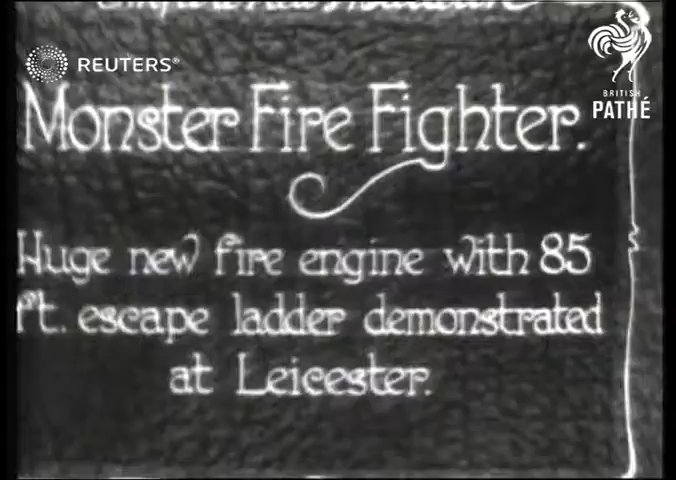 REUTERS
BRITISH
PATHÉ
Monster Fire Fighter.
Huge new fire engine with 85
ft. escape ladder demonstrated
at Leicester.